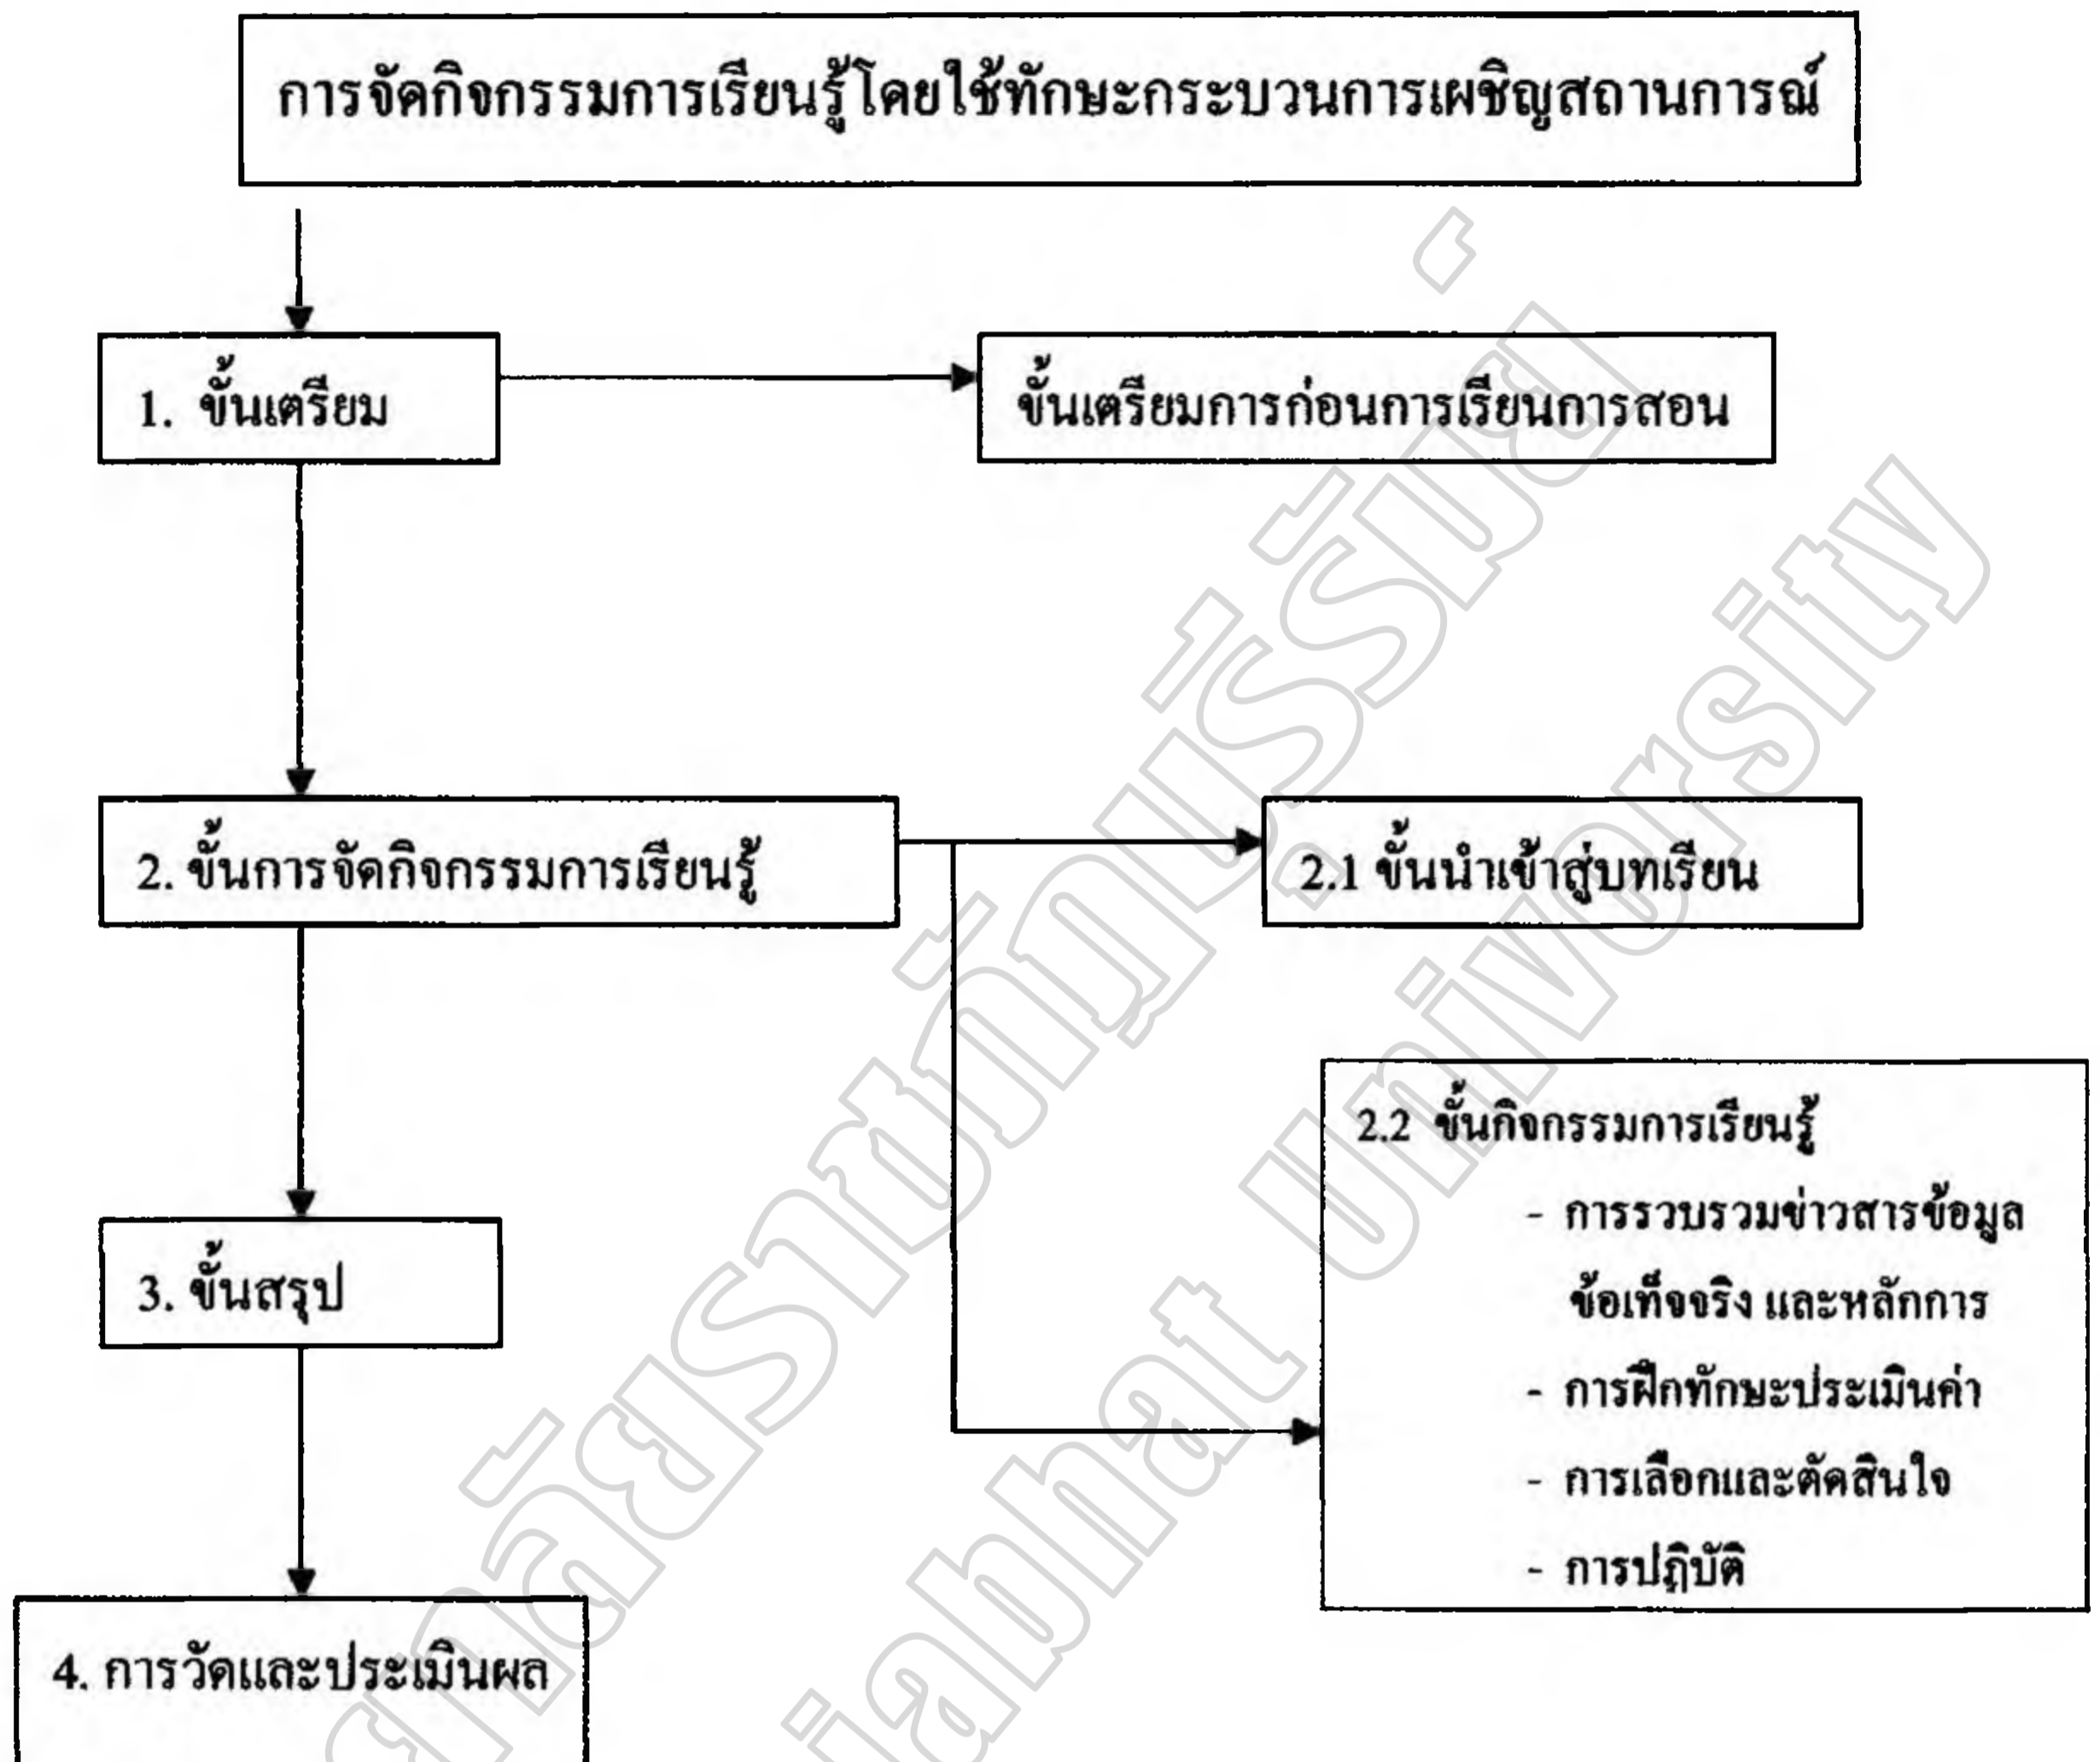 การจัดกิจกรรมการเรียนรู้โดยใช้ทักษะกระบวนการเผชิญสถานการณ์
1. ขั้นเตรียม
ขั้นเตรียมการก่อนการเรียนการสอน
2. ขั้นการจัดกิจกรรมการเรียนรู้
2.1 ขั้นนำเข้าสู่บทเรียน
2.2 ขั้นกิจกรรมการเรียนรู้
- การรวบรวมข่าวสารข้อมูล
ข้อเท็จจริง และหลักการ
- การฝึกทักษะประเมินค่า
- การเลือกและตัดสินใจ
- การปฏิบัติ
3. ขั้นสรุป
4. การวัดและประเมินผล
University